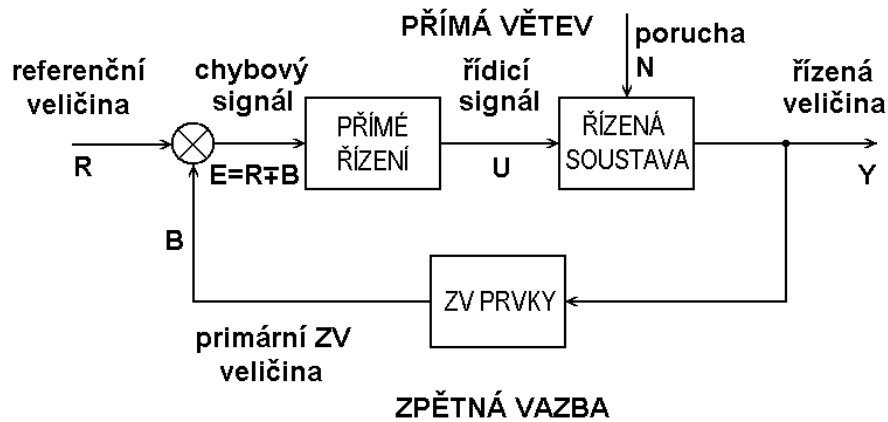 PŘÍMÁ VĚTEV
porucha
N
referenční
veličina
R
chybový
signál
E=R∓B
PŘÍMÉ
ŘÍZENÍ
řídicí
signál
U
ŘÍZENÁ
SOUSTAVA
řízená
veličina
Y
B
ZV PRVKY
primární ZV
veličina
ZPĚTNÁ VAZBA